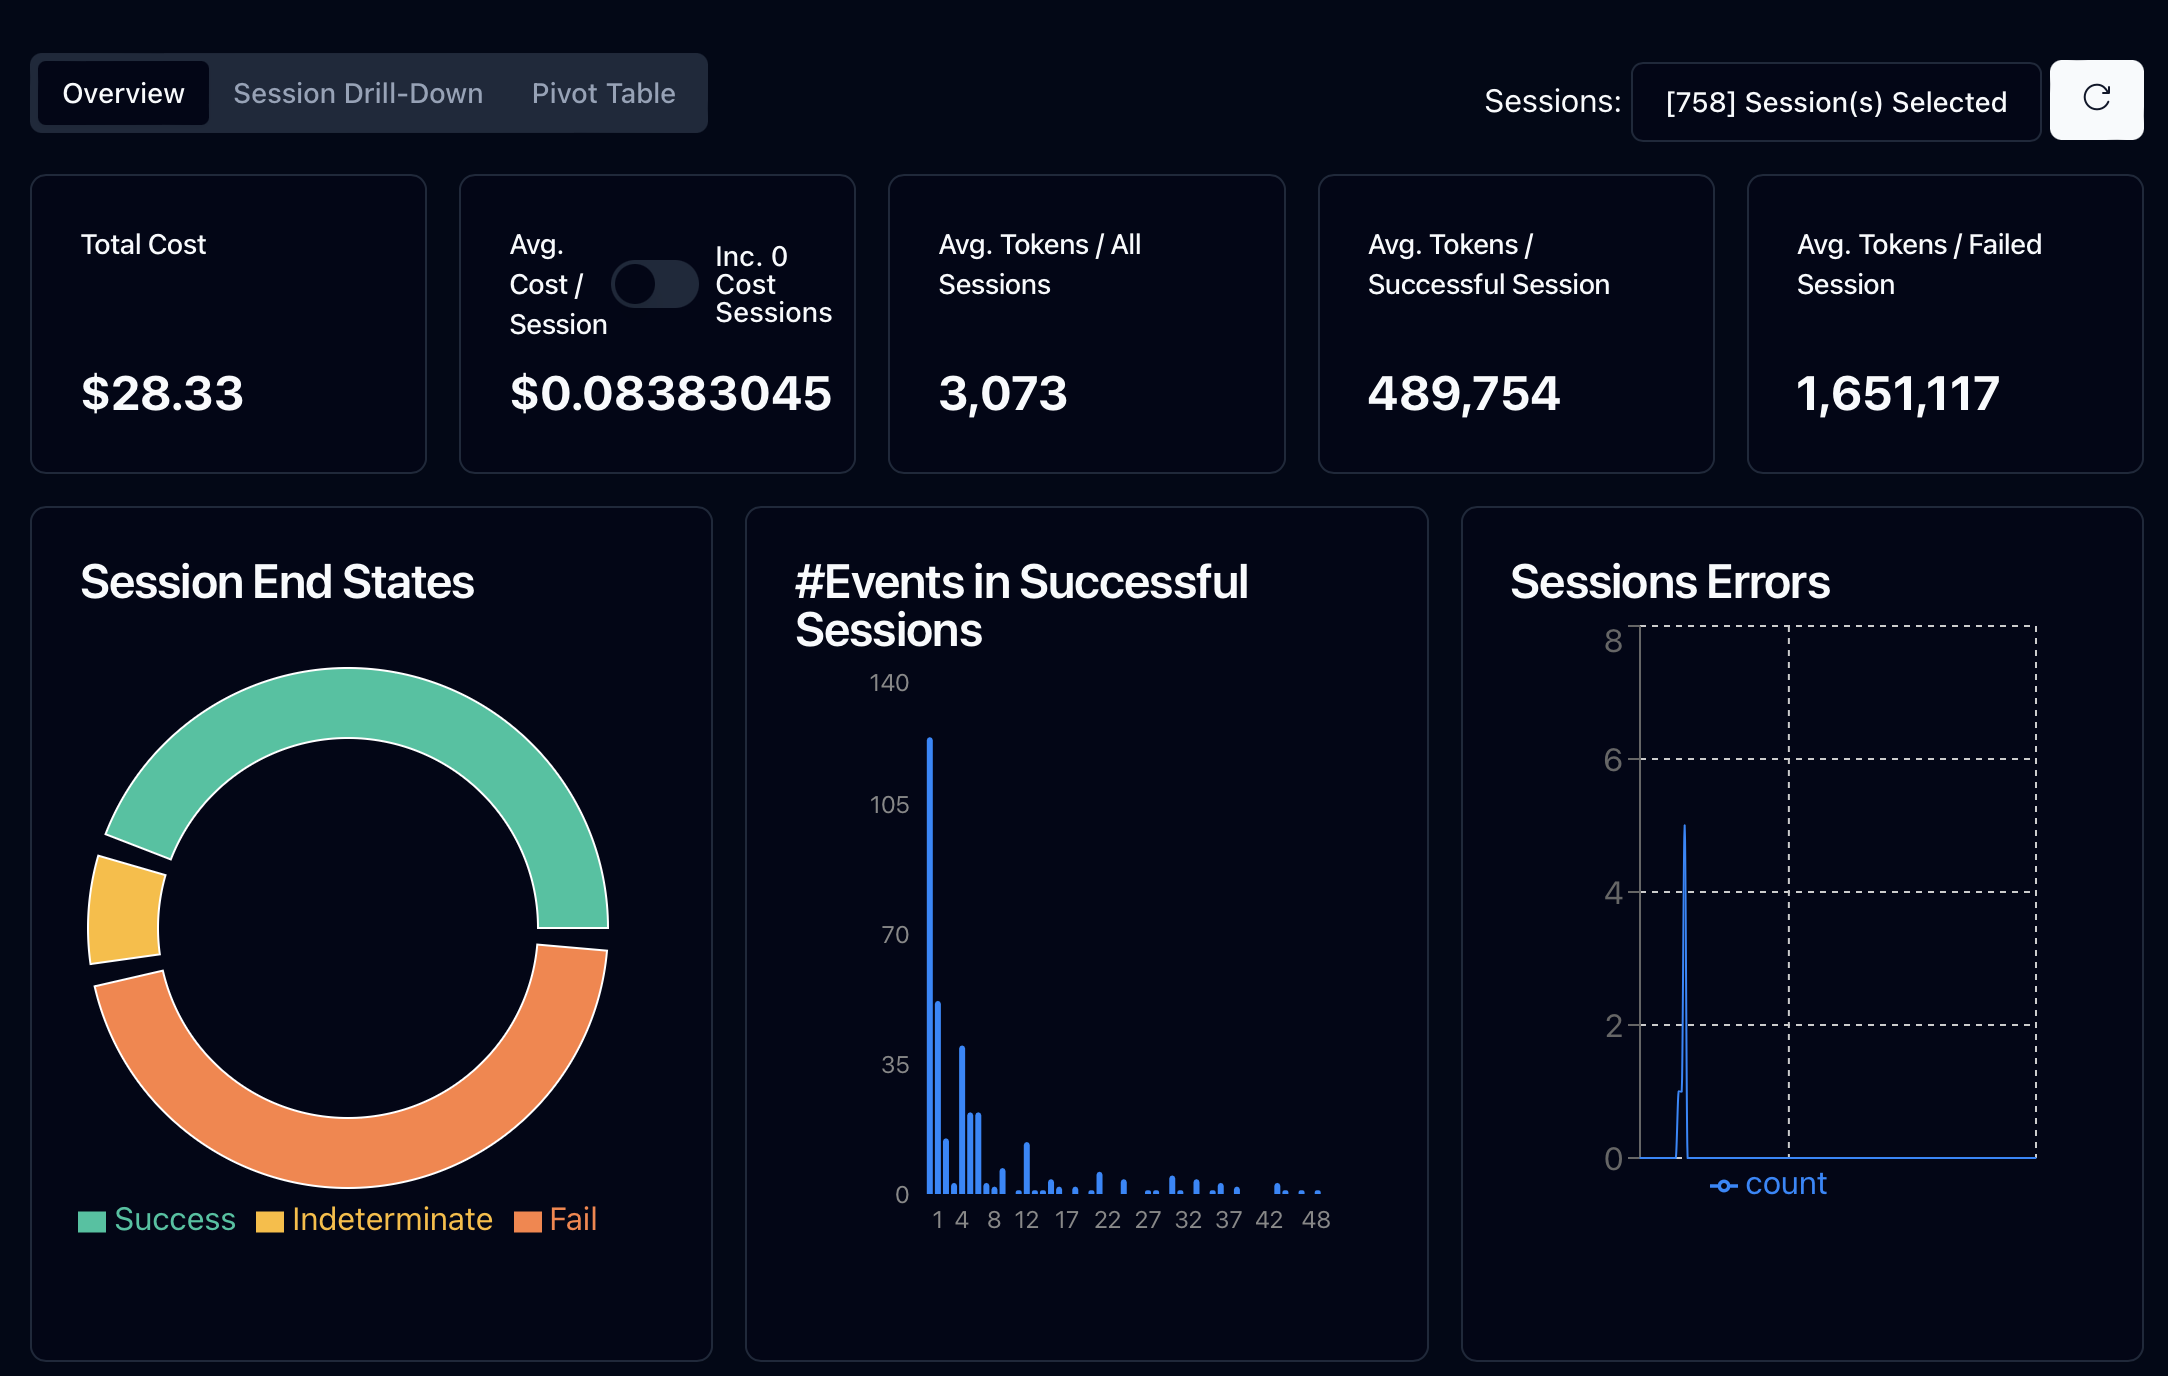 Overview
Session Drill-Down
Pivot Table
Sessions:
[758] Session(s) Selected
Total Cost
$28.33
Avg.
Cost /
Session
Inc. 0
Cost
Sessions
$0.08383045
Avg. Tokens / All
Sessions
3,073
Avg. Tokens /
Successful Session
489,754
Avg. Tokens / Failed
Session
1,651,117
Session End States
Success
Indeterminate
Fail
#Events in Successful
Sessions
140
105
70
35
0
1 4 8 12 17 22 27 32 37 42 48
Sessions Errors
8
6
4
2
0
count